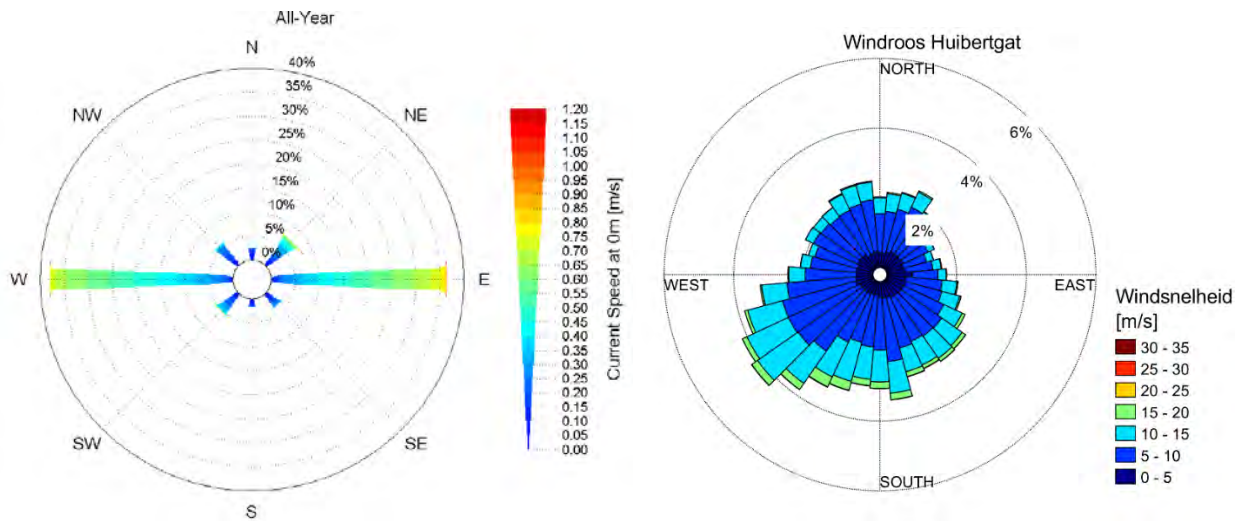 All-Year
N
40%
35%
30%
25%
20%
15%
10%
5%
0%
NW
NE
W
E
SW
SE
S
1.20
1.15
1.10
1.05
1.00
0.95
0.90
0.85
0.80
0.75
0.70
0.65
0.60
0.55
0.50
0.45
0.40
0.35
0.30
0.25
0.20
0.15
0.10
0.05
0.00
Current Speed at 0m [m/s]
Windroos Huibertgat
NORTH
6%
4%
2%
WEST
EAST
SOUTH
Windsnelheid
[m/s]
30 - 35
25 - 30
20 - 25
15 - 20
10 - 15
5 - 10
0 - 5